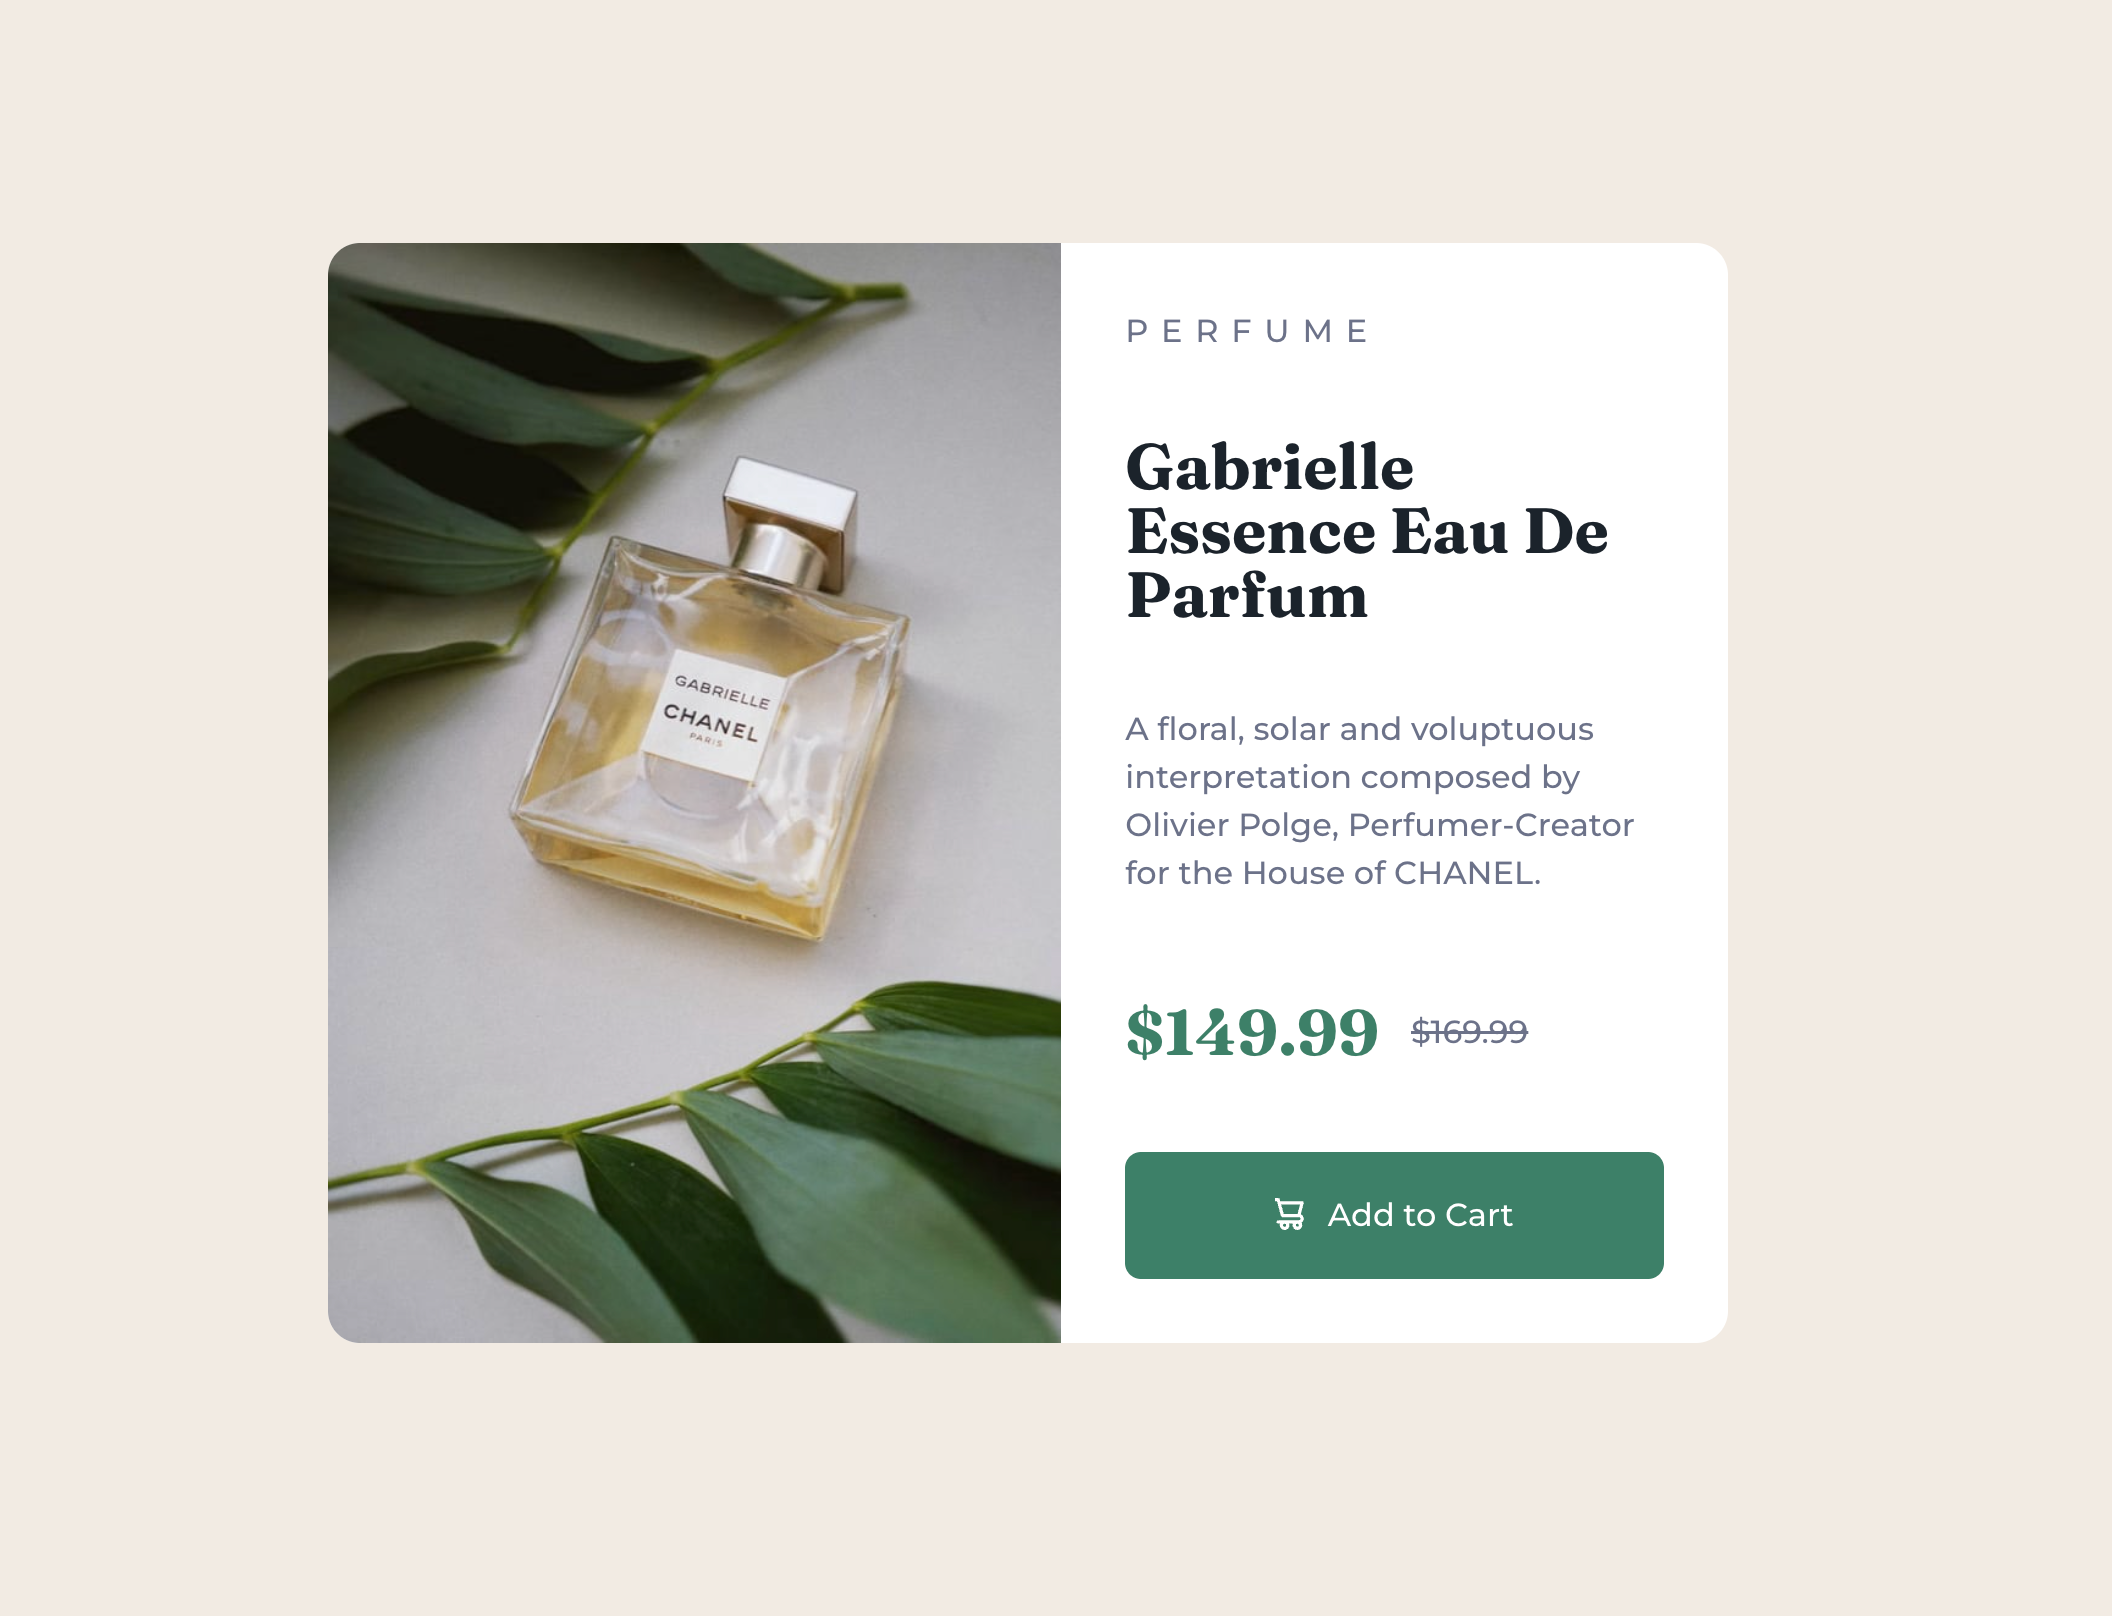 GABRIELLE
CHANEL
PARIS
PERFUME
Gabrielle
Essence Eau De
Parfum
A floral, solar and voluptuous
interpretation composed by
Olivier Polge, Perfumer-Creator
for the House of CHANEL.
$149.99 $169.99
Add to Cart